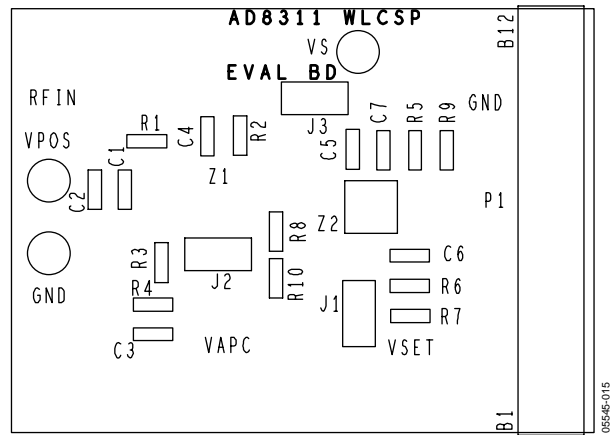 AD8311 WLCSP
VS
EVAL BD
B12
RFIN
GND
VPOS
R1
C4
R2
J3
C7
R5
R9
C1
C5
Z1
C2
P1
Z2
R8
R3
J2
R10
C6
GND
R4
J1
R6
R7
C3
VAPC
VSET
B1
05545-015